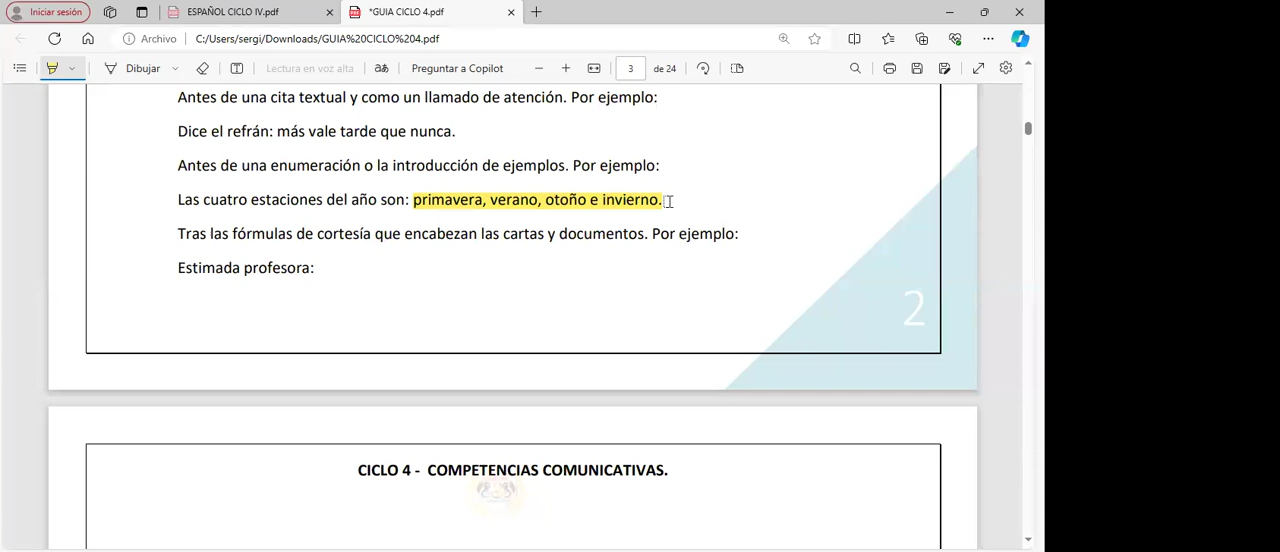 Iniciar sesión
ESPAÑOL CICLO IV.pdf
*GUIA CICLO 4.pdf
Archivo
C:/Users/sergi/Downloads/GUIA%20CICLO%204.pdf
Dibujar
Lectura en voz alta
aあ
Preguntar a Copilot
3 de 24
Antes de una cita textual y como un llamado de atención. Por ejemplo:
Dice el refrán: más vale tarde que nunca.
Antes de una enumeración o la introducción de ejemplos. Por ejemplo:
Las cuatro estaciones del año son: primavera, verano, otoño e invierno.
Tras las fórmulas de cortesía que encabezan las cartas y documentos. Por ejemplo:
Estimada profesora:
2
CICLO 4 - COMPETENCIAS COMUNICATIVAS.